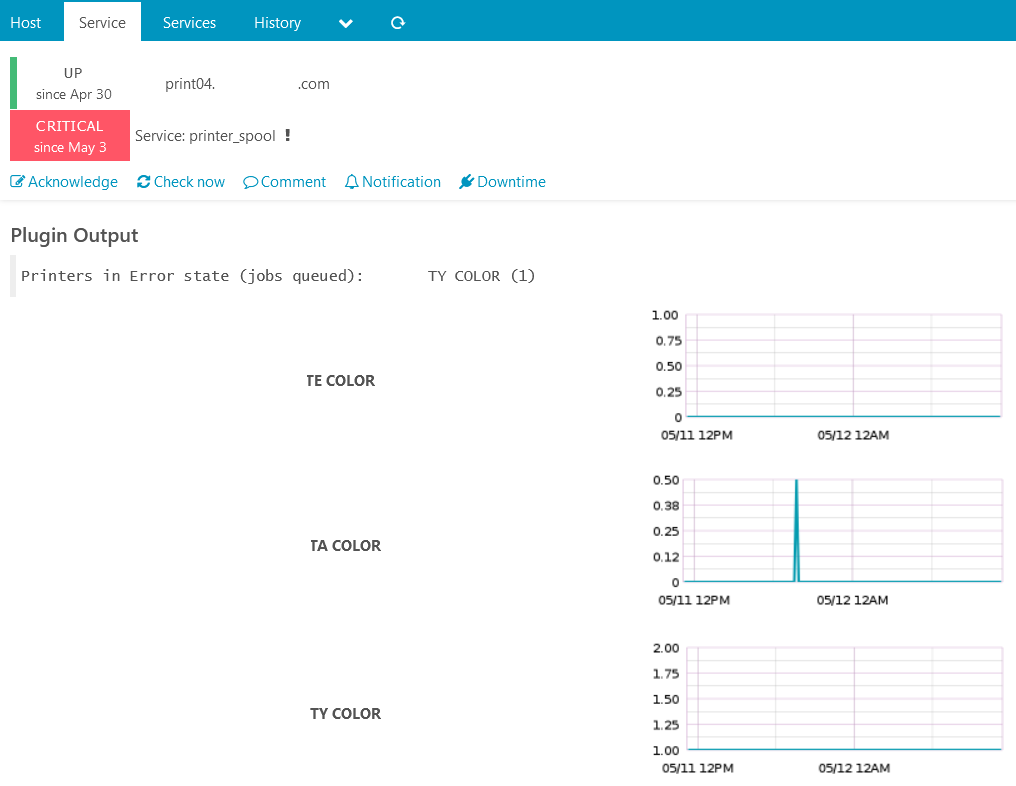 Host Service Services History
UP
since Apr 30
print04. .com
CRITICAL
since May 3
Service: printer_spool !
Acknowledge Check now Comment Notification Downtime
Plugin Output
Printers in Error state (jobs queued): TY COLOR (1)
TE COLOR
1.00
0.75
0.50
0.25
0
05/11 12PM 05/12 12AM
TA COLOR
0.50
0.38
0.25
0.12
0
05/11 12PM 05/12 12AM
TY COLOR
2.00
1.75
1.50
1.25
1.00
05/11 12PM 05/12 12AM